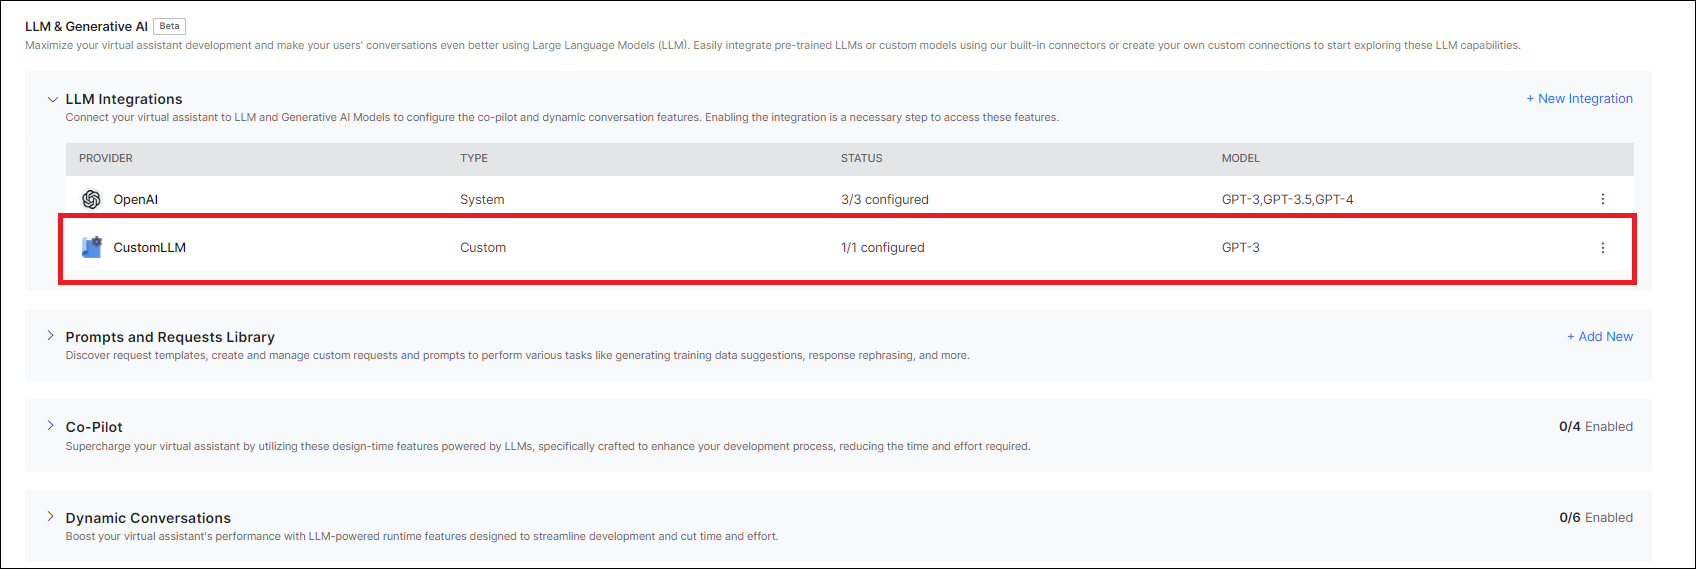 LLM & Generative AI Beta
Maximize your virtual assistant development and make your users' conversations even better using Large Language Models (LLM). Easily integrate pre-trained LLMs or custom models using our built-in connectors or create your own custom connections to start exploring these LLM capabilities.
LLM Integrations + New Integration
Connect your virtual assistant to LLM and Generative AI Models to configure the co-pilot and dynamic conversation features. Enabling the integration is a necessary step to access these features.
PROVIDER TYPE STATUS MODEL
OpenAI System 3/3 configured GPT-3,GPT-3.5,GPT-4
CustomLLM Custom 1/1 configured GPT-3
Prompts and Requests Library + Add New
Discover request templates, create and manage custom requests and prompts to perform various tasks like generating training data suggestions, response rephrasing, and more.
Co-Pilot 0/4 Enabled
Supercharge your virtual assistant by utilizing these design-time features powered by LLMs, specifically crafted to enhance your development process, reducing the time and effort required.
Dynamic Conversations 0/6 Enabled
Boost your virtual assistant's performance with LLM-powered runtime features designed to streamline development and cut time and effort.